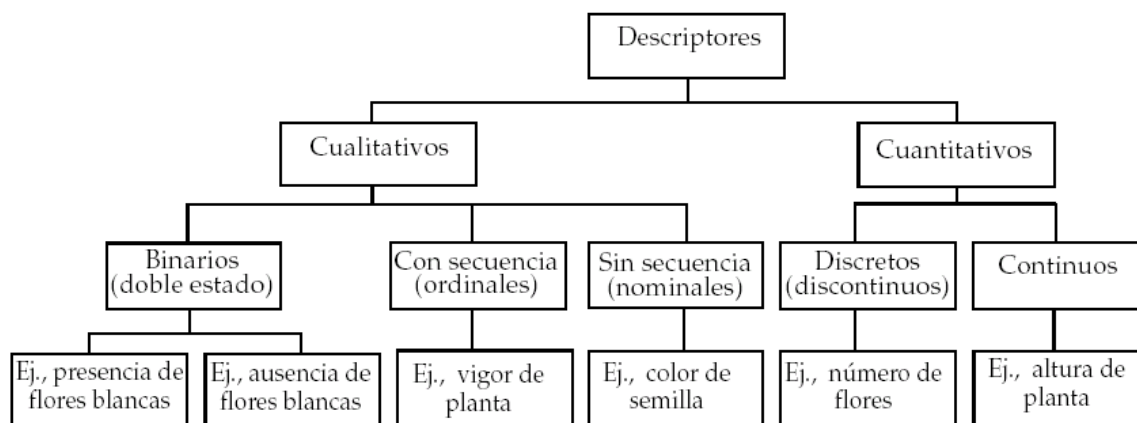 Descriptores
Cualitativos
Cuantitativos
Binarios
(doble estado)
Con secuencia
(ordinales)
Sin secuencia
(nominales)
Discretos
(discontinuos)
Continuos
Ej., presencia de
flores blancas
Ej., ausencia de
flores blancas
Ej., vigor de
planta
Ej., color de
semilla
Ej., número de
flores
Ej., altura de
planta